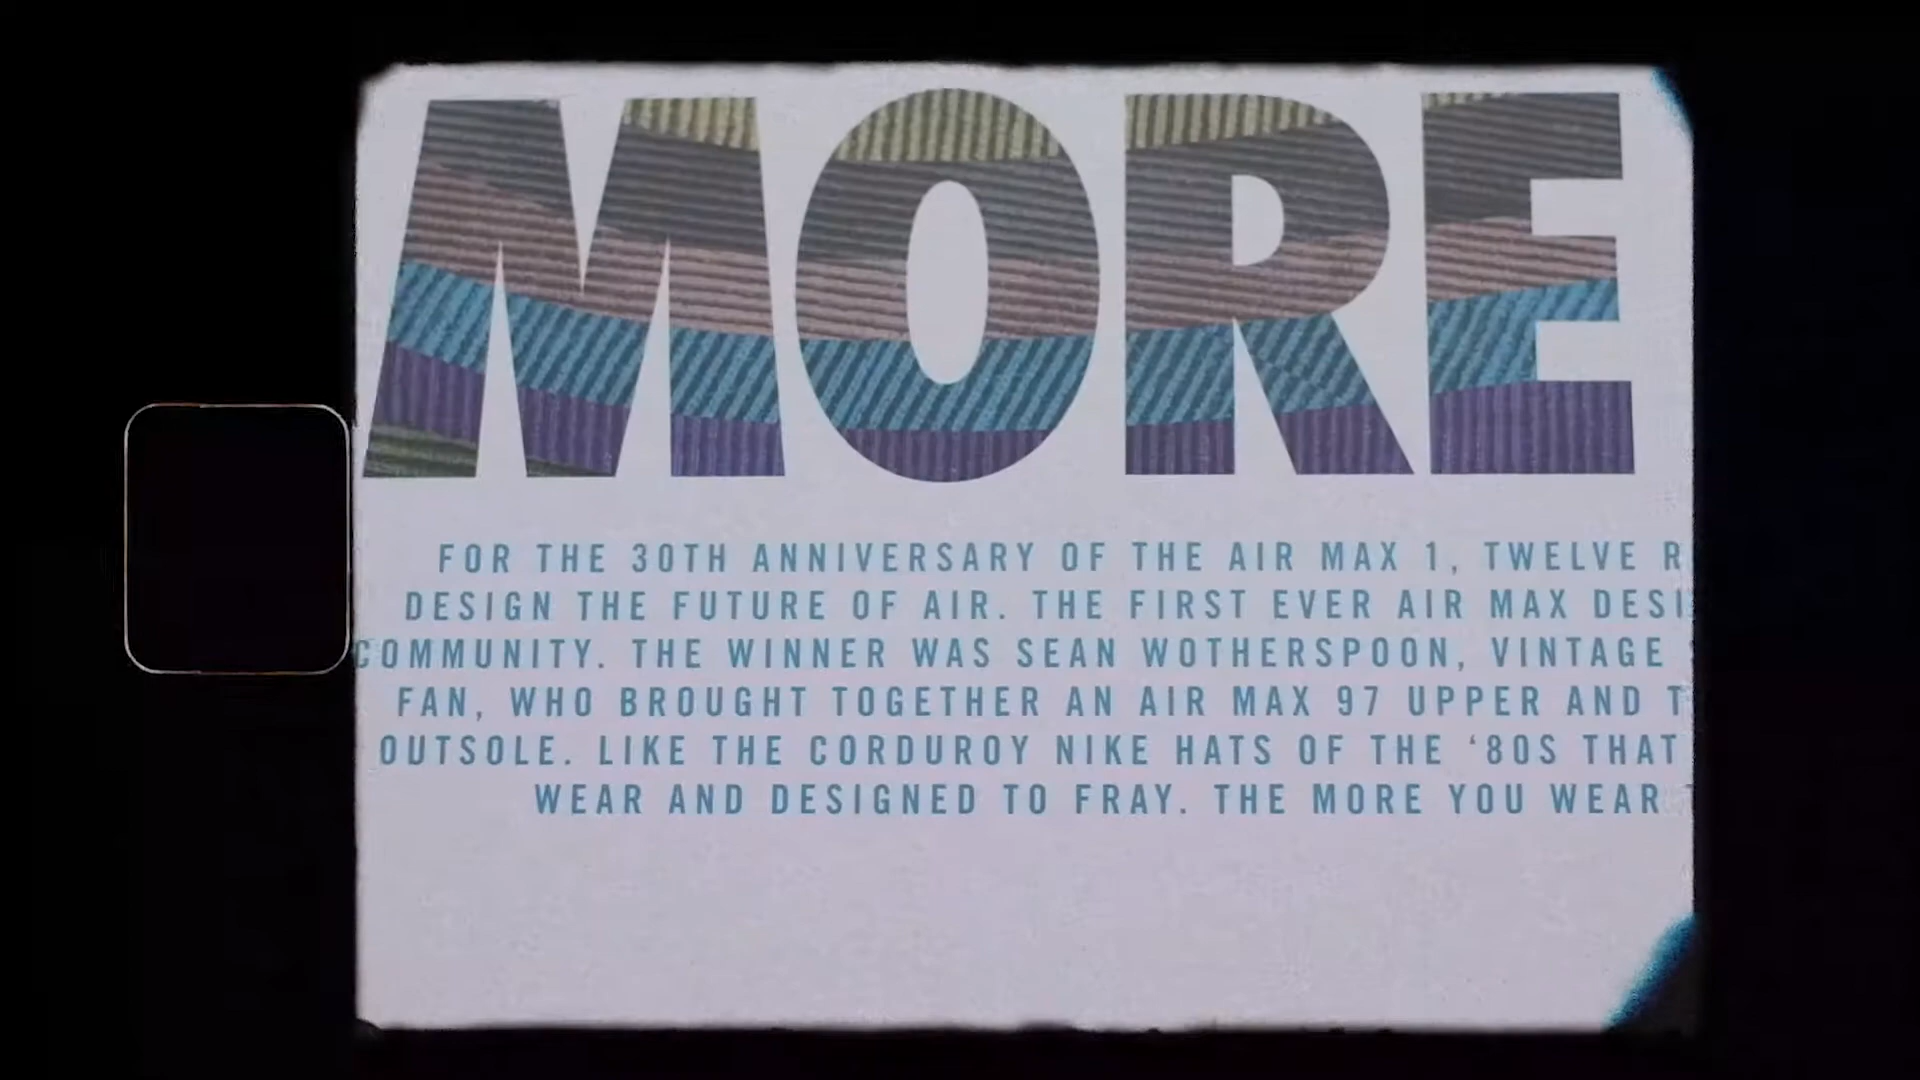 MORE
FOR THE 30TH ANNIVERSARY OF THE AIR MAX 1, TWELVE
DESIGN THE FUTURE OF AIR. THE FIRST EVER AIR MAX
COMMUNITY. THE WINNER WAS SEAN WOTHERSPOON, VINTAGE
FAN, WHO BROUGHT TOGETHER AN AIR MAX 97 UPPER AND
OUTSOLE. LIKE THE CORDUROY NIKE HATS OF THE ‘80S THAT
WEAR AND DESIGNED TO FRAY. THE MORE YOU WEAR